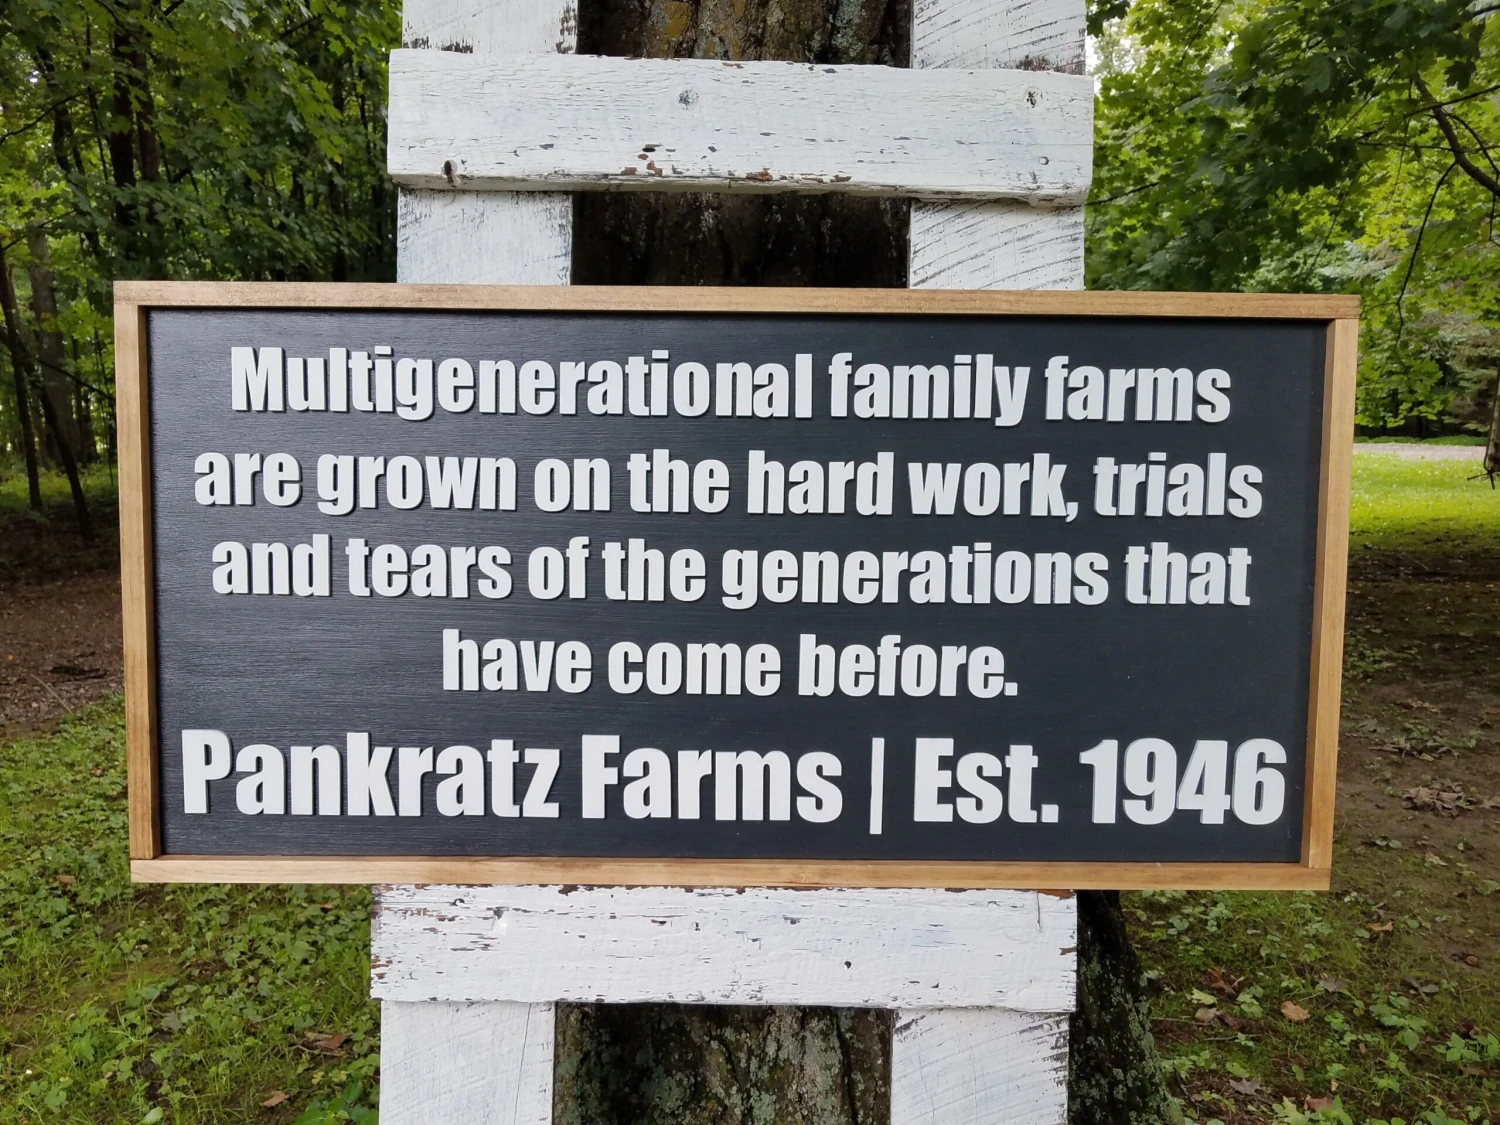 Multigenerational family farms
are grown on the hard work, trials
and tears of the generations that
have come before.
Pankratz Farms | Est. 1946